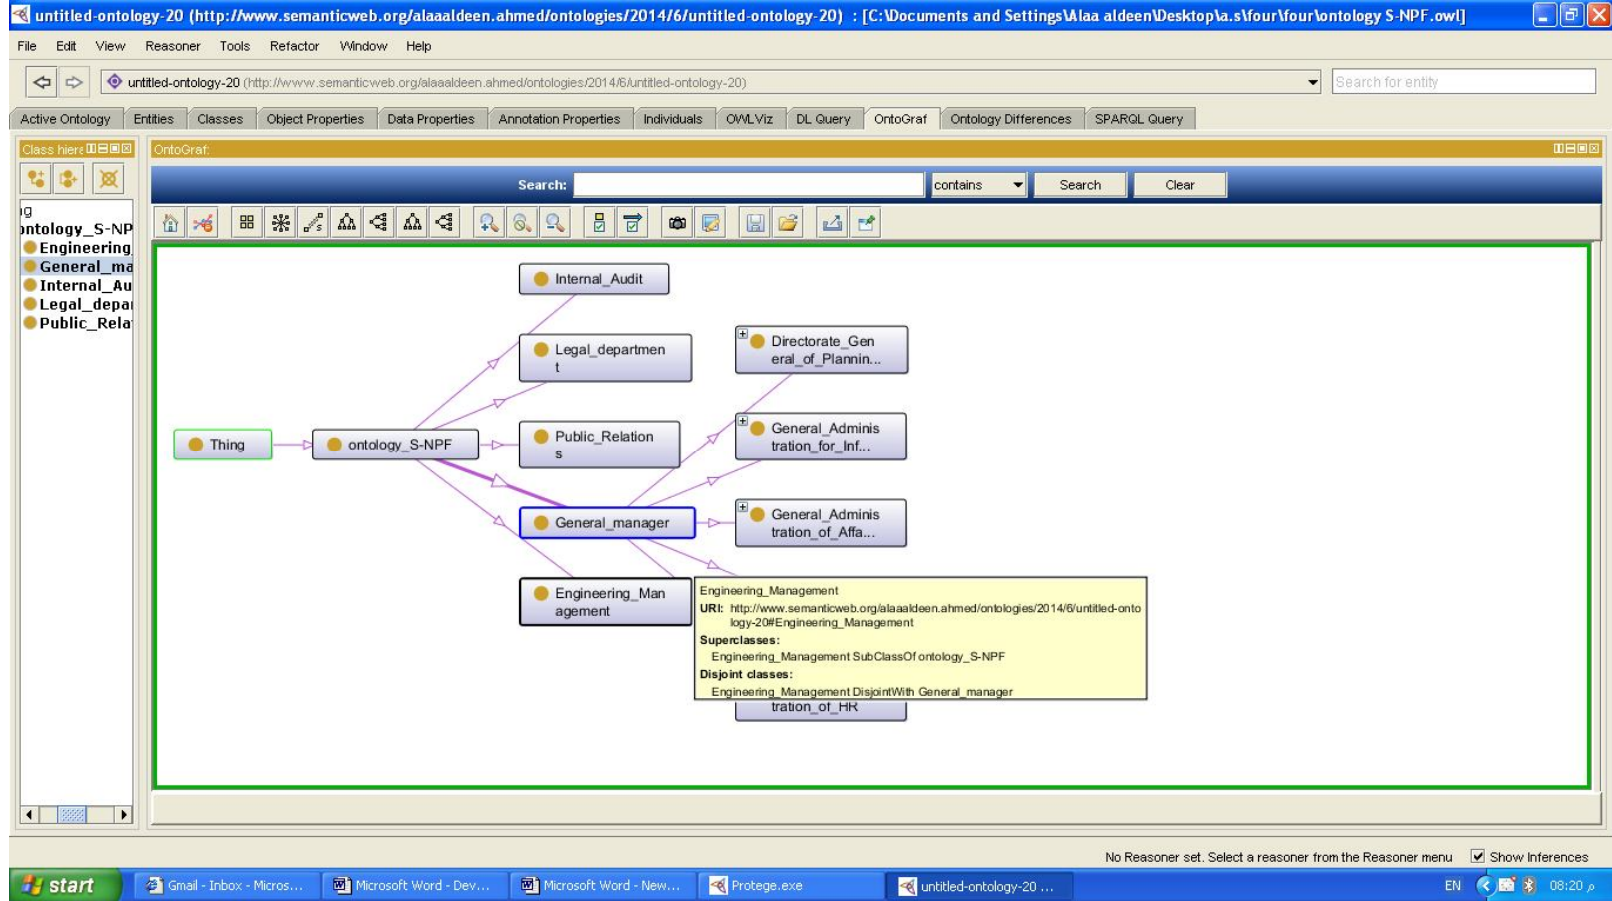 untitled-ontology-20 (http://www.semanticweb.org/alaaaldeen.ahmed/ontologies/2014/6/untitled-ontology-20) : [C:\Documents and Settings\Alaa aldeen\Desktop\a.s\four\four\ontology S-NPF.owl]
File Edit View Reasoner Tools Refactor Window Help
untitled-ontology-20 (http://www.semanticweb.org/alaaaldeen.ahmed/ontologies/2014/6/untitled-ontology-20)
Search for entity
Active Ontology Entities Classes Object Properties Data Properties Annotation Properties Individuals OWLViz DL Query OntoGraf Ontology Differences SPARQL Query
Class hiera
OntoGraf:
Search: contains Search Clear
ng
ontology_S-NP
Engineering_
General_ma
Internal_Au
Legal_depar
Public_Rela
Internal_Audit
Legal_departmen
t
Directorate_Gen
eral_of_Plannin...
Thing
ontology_S-NPF
Public_Relation
s
General_Adminis
tration_for_Inf...
General_manager
General_Adminis
tration_of_Affa...
Engineering_Man
agement
Engineering_Management
URI: http://www.semanticweb.org/alaaaldeen.ahmed/ontologies/2014/6/untitled-onto
logy-20#Engineering_Management
Superclasses:
Engineering_Management SubClassOf ontology_S-NPF
Disjoint classes:
Engineering_Management DisjointWith General_manager
tration_of_HR
No Reasoner set. Select a reasoner from the Reasoner menu Show Inferences
start Gmail - Inbox - Micros... Microsoft Word - Dev... Microsoft Word - New... Protege.exe untitled-ontology-20 ... EN 08:20 م